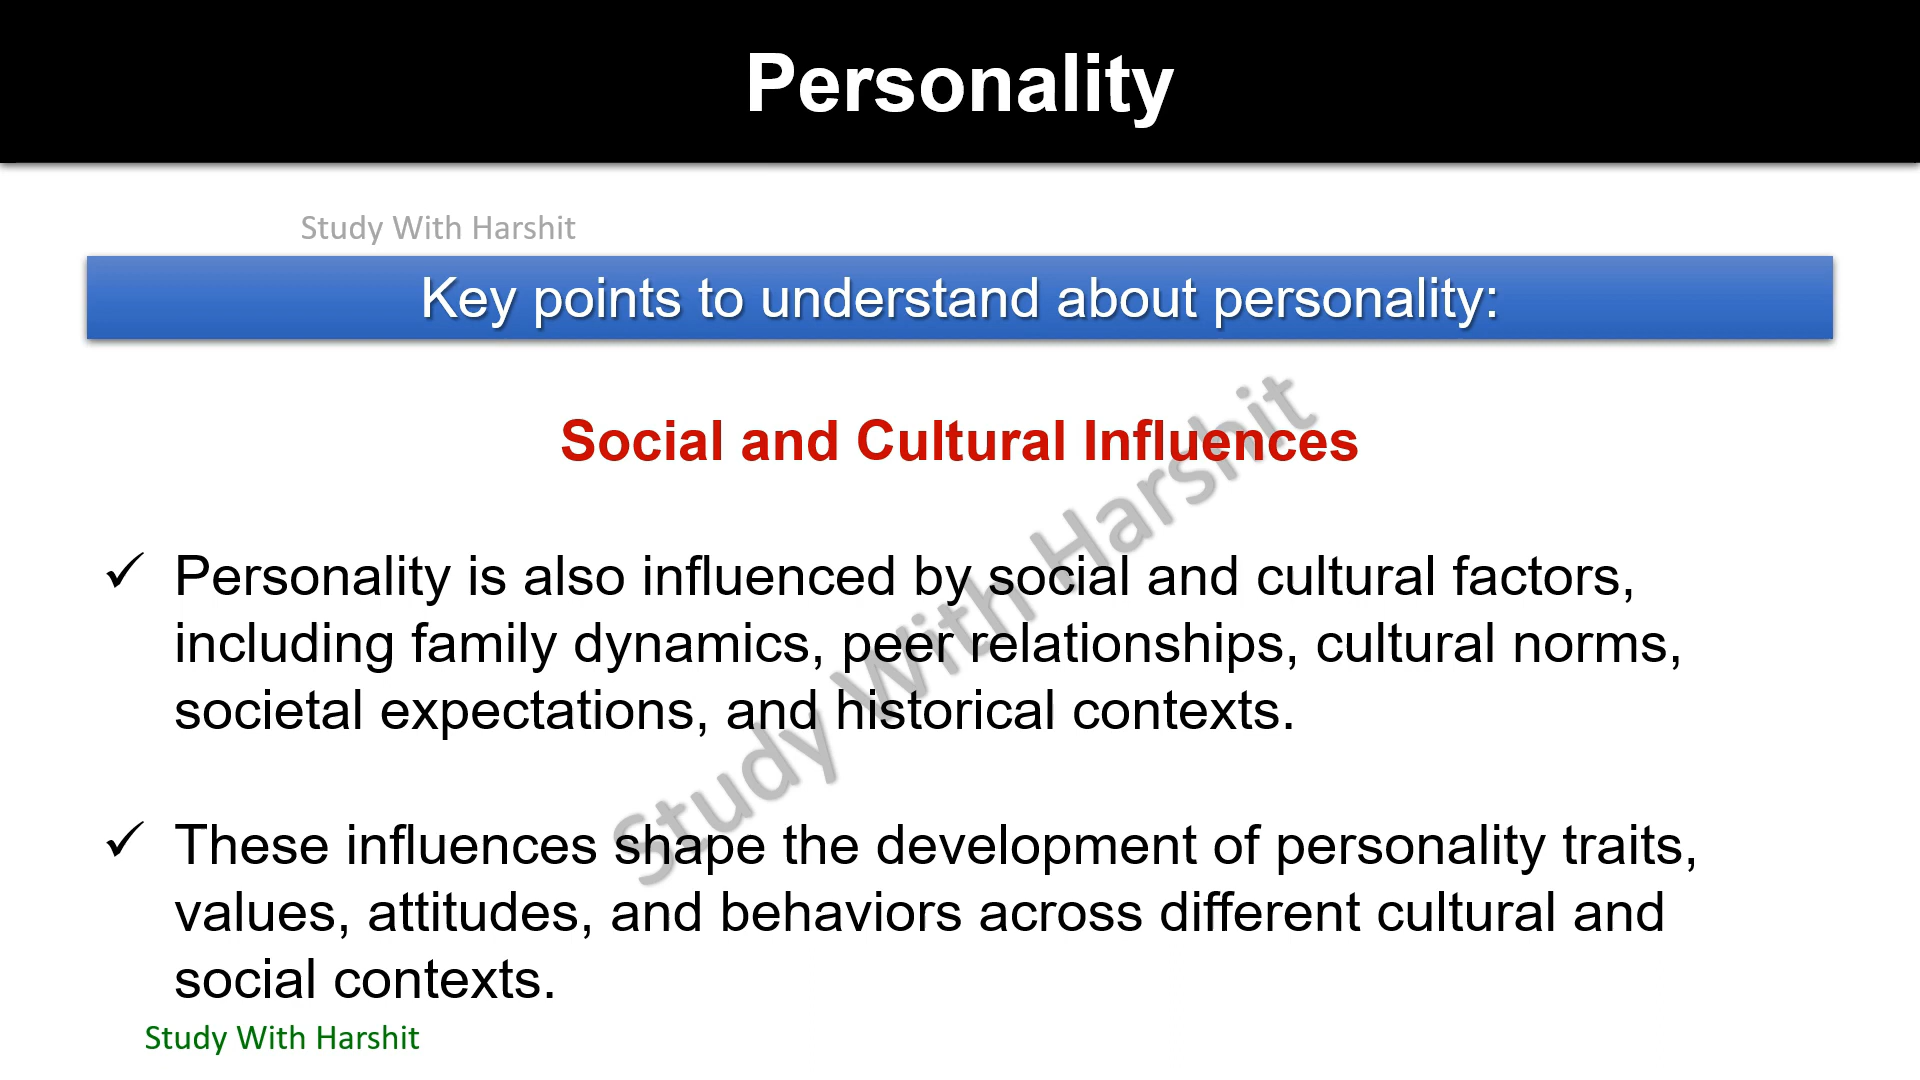 Personality
Study With Harshit
Key points to understand about personality:
Social and Cultural Influences
✓ Personality is also influenced by social and cultural factors,
including family dynamics, peer relationships, cultural norms,
societal expectations, and historical contexts.
✓ These influences shape the development of personality traits,
values, attitudes, and behaviors across different cultural and
social contexts.
Study With Harshit
Study With Harshit